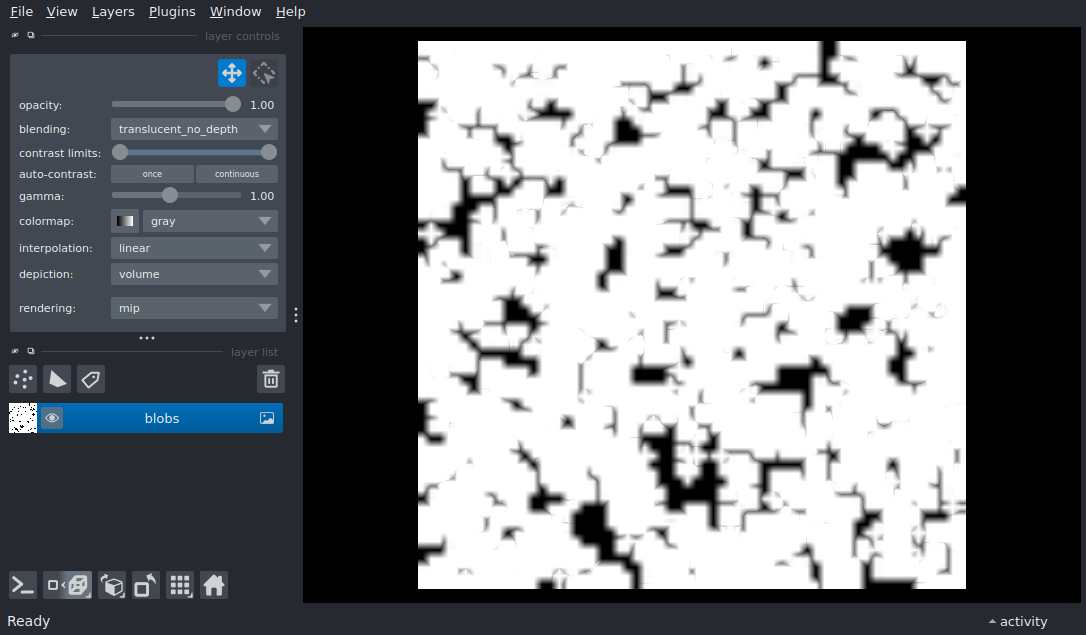 File View Layers Plugins Window Help
layer controls
opacity: 1.00
blending: translucent_no_depth
contrast limits:
auto-contrast: once continuous
gamma: 1.00
colormap: gray
interpolation: linear
depiction: volume
rendering: mip
layer list
blobs
Ready activity